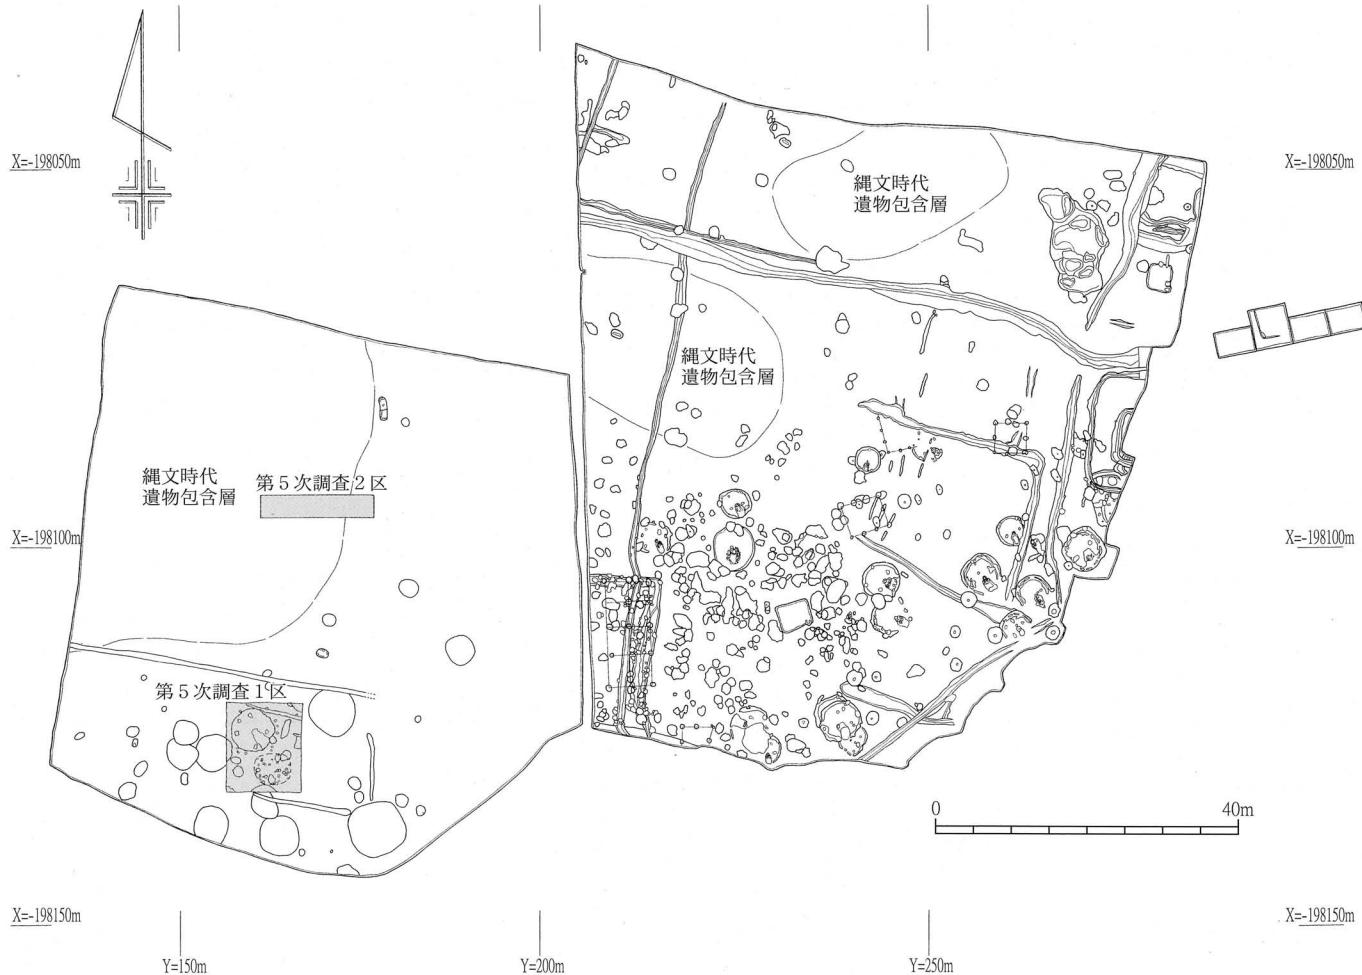 X=-198050m
X=-198050m
縄文時代
遺物包含層
縄文時代
遺物包含層
縄文時代
遺物包含層
第5次調査2区
X=-198100m
X=-198100m
第5次調査1区
0
40m
X=-198150m
X=-198150m
Y=150m
Y=200m
Y=250m